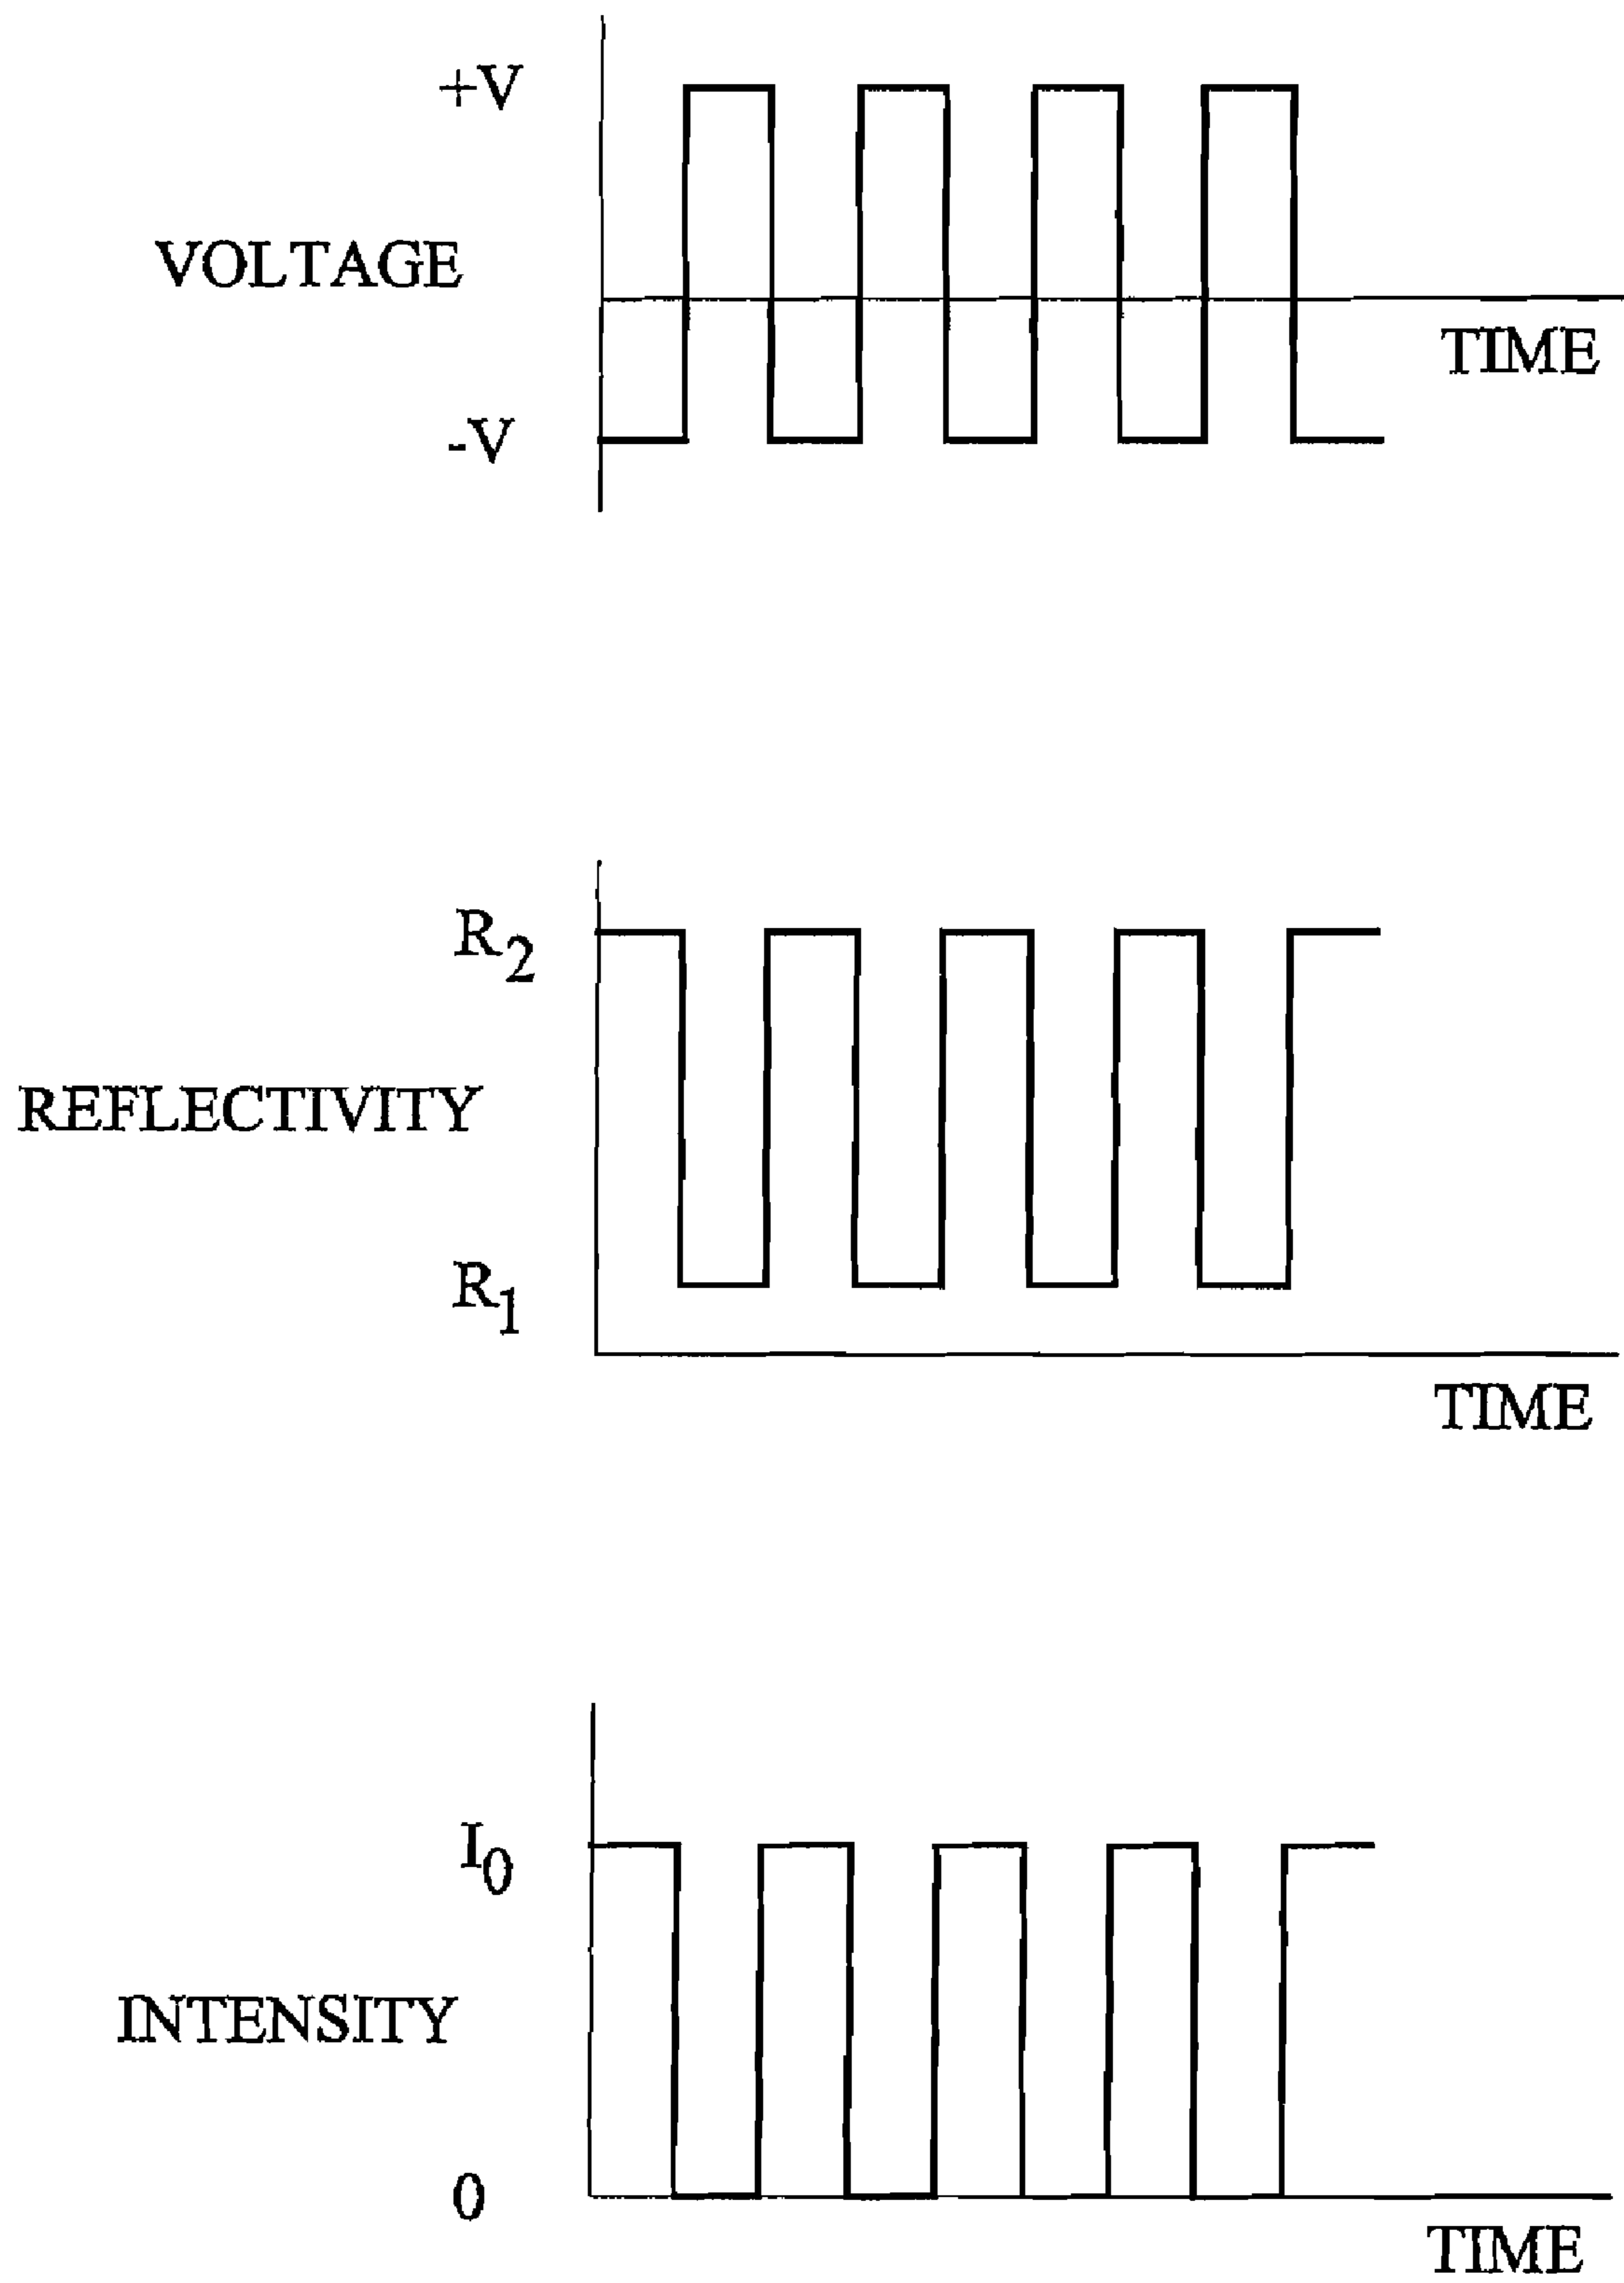 +V
VOLTAGE
TIME
-V
R2
REFLECTIVITY
R1
TIME
I0
INTENSITY
0
TIME